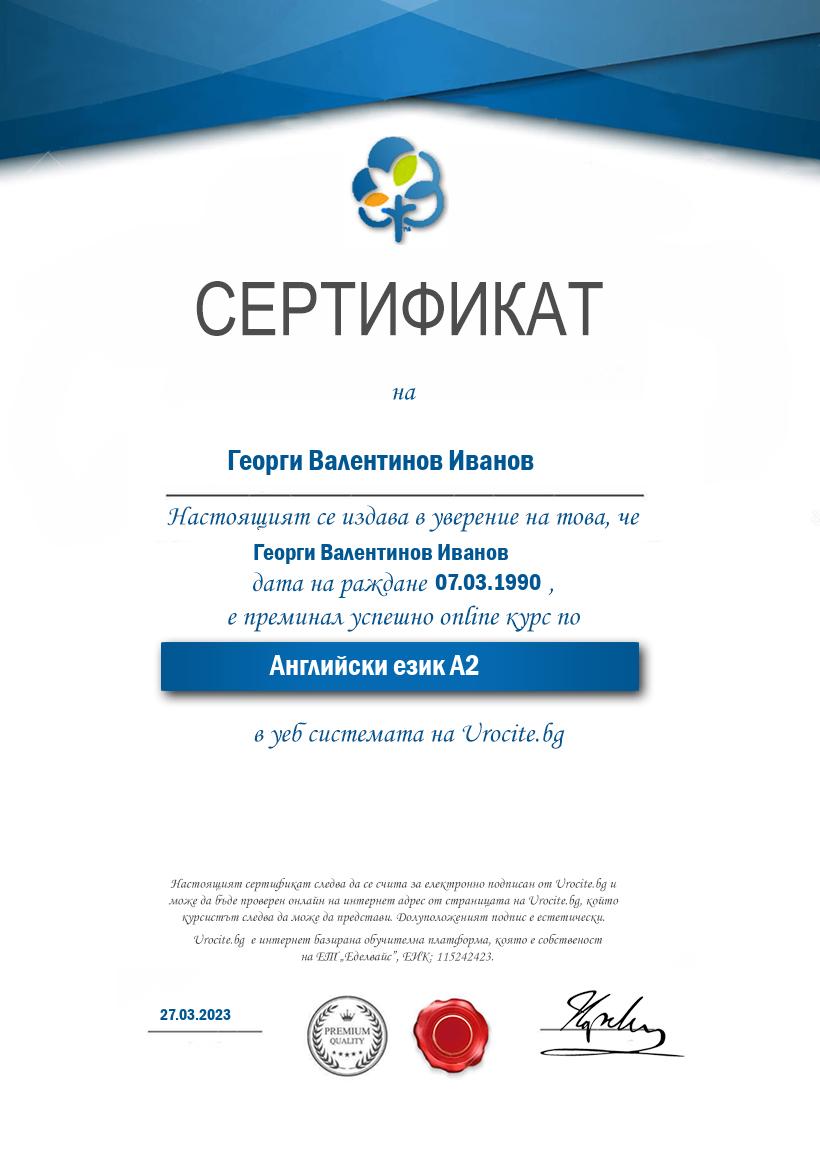 СЕРТИФИКАТ
на
Георги Валентинов Иванов
Настоящият се издава в уверение на това, че
Георги Валентинов Иванов
дата на раждане 07.03.1990 ,
е преминал успешно online курс по
Английски език А2
в уеб системата на Urocite.bg
Настоящият сертификат следва да се счита за електронно подписан от Urocite.bg и
може да бъде проверен онлайн на интернет адрес от страницата на Urocite.bg, който
курсистът следва да може да представи. Долуположеният подпис е естетически.
Urocite.bg е интернет базирана обучителна платформа, която е собственост
на ЕТ „Еделвайс”, ЕИК: 115242423.
27.03.2023
PREMIUM
QUALITY